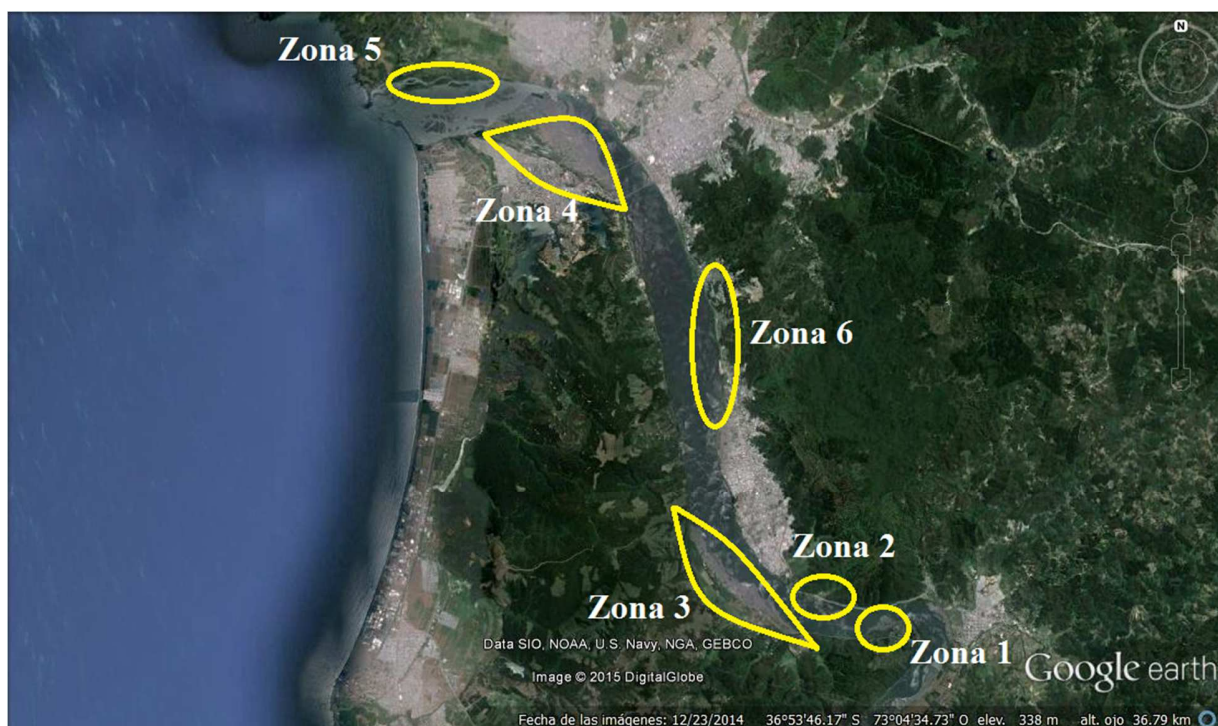 N
Zona 5
Zona 4
Zona 6
Zona 2
Zona 3
Zona 1
Data SIO, NOAA, U.S. Navy, NGA, GEBCO
Image © 2015 DigitalGlobe
Google earth
Fecha de las imágenes: 12/23/2014 36°53'46.17" S 73°04'34.73" O elev. 338 m alt. ojo 36.79 km